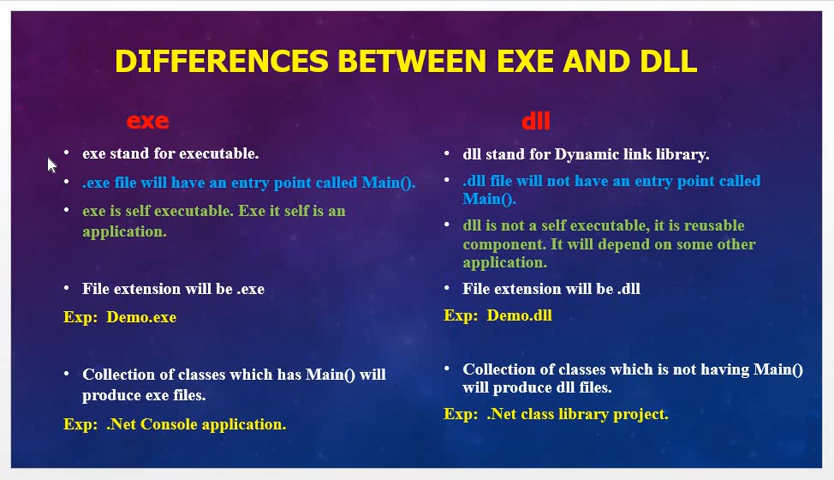 DIFFERENCES BETWEEN EXE AND DLL
exe
• exe stand for executable.
• .exe file will have an entry point called Main().
• exe is self executable. Exe it self is an
application.
• File extension will be .exe
Exp: Demo.exe
• Collection of classes which has Main() will
produce exe files.
Exp: .Net Console application.
dll
• dll stand for Dynamic link library.
• .dll file will not have an entry point called
Main().
• dll is not a self executable, it is reusable
component. It will depend on some other
application.
• File extension will be .dll
Exp: Demo.dll
• Collection of classes which is not having Main()
will produce dll files.
Exp: .Net class library project.